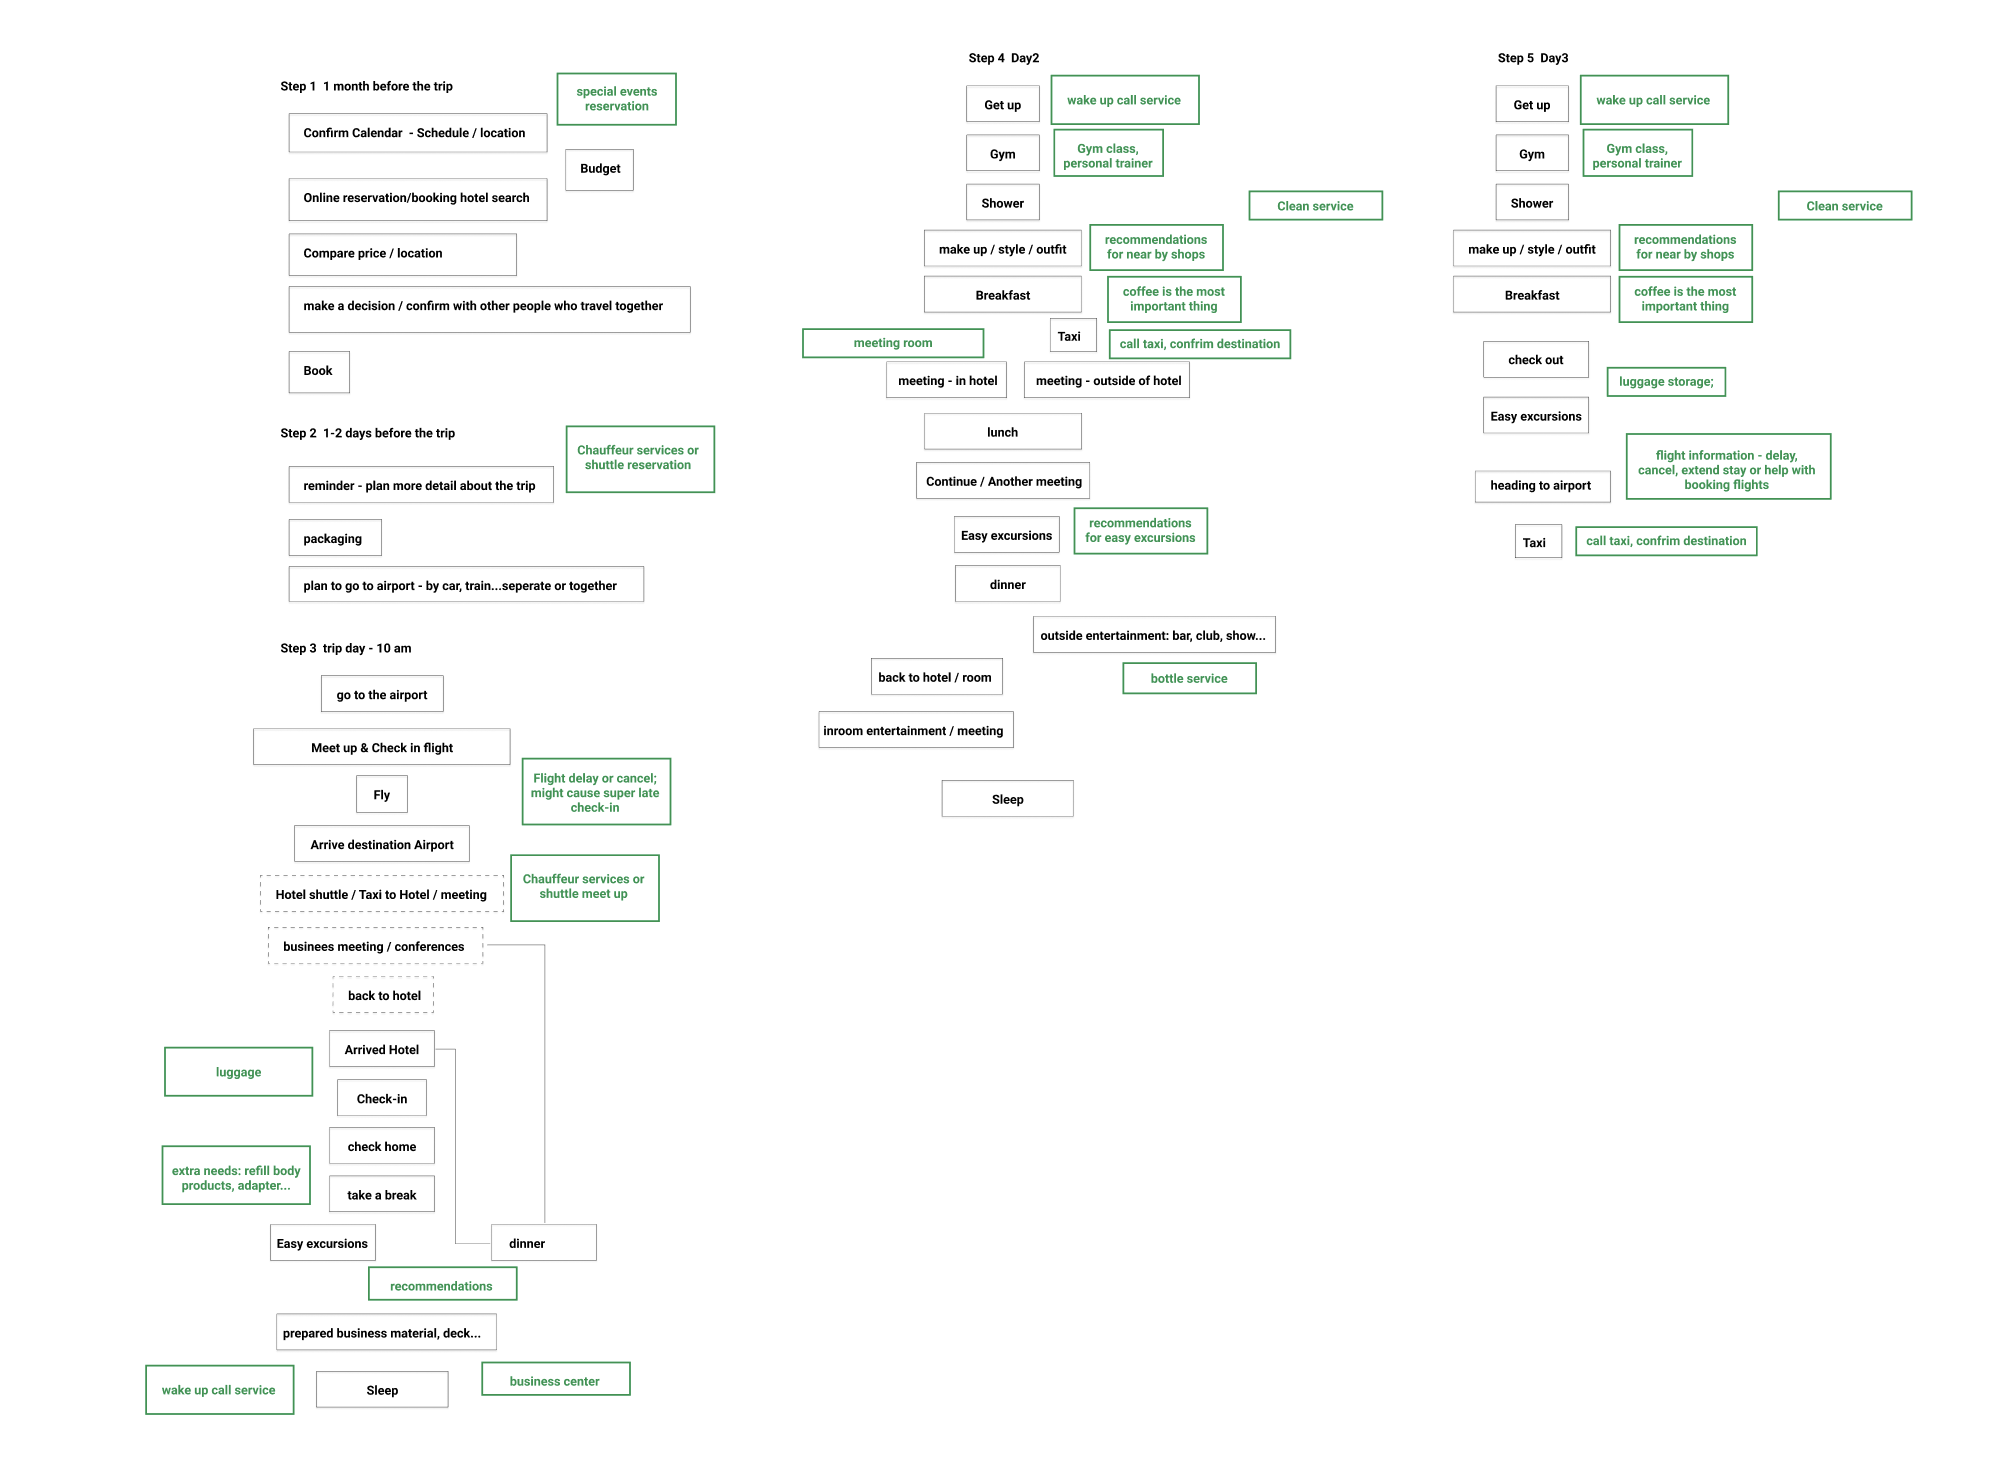 Step 1  1 month before the trip
special events
reservation
Confirm Calendar  - Schedule / location
Budget
Online reservation/booking hotel search
Compare price / location
make a decision / confirm with other people who travel together
Book
Step 2  1-2 days before the trip
Chauffeur services or
shuttle reservation
reminder - plan more detail about the trip
packaging
plan to go to airport - by car, train...seperate or together
Step 3  trip day - 10 am
go to the airport
Meet up & Check in flight
Fly
Flight delay or cancel;
might cause super late
check-in
Arrive destination Airport
Hotel shuttle / Taxi to Hotel / meeting
Chauffeur services or
shuttle meet up
businees meeting / conferences
back to hotel
Arrived Hotel
luggage
Check-in
check home
extra needs: refill body
products, adapter...
take a break
Easy excursions
dinner
recommendations
prepared business material, deck...
wake up call service
Sleep
business center
Step 4  Day2
Get up
wake up call service
Gym
Gym class,
personal trainer
Shower
Clean service
make up / style / outfit
recommendations
for near by shops
Breakfast
coffee is the most
important thing
Taxi
call taxi, confrim destination
meeting room
meeting - in hotel
meeting - outside of hotel
lunch
Continue / Another meeting
Easy excursions
recommendations
for easy excursions
dinner
outside entertainment: bar, club, show...
back to hotel / room
bottle service
inroom entertainment / meeting
Sleep
Step 5  Day3
Get up
wake up call service
Gym
Gym class,
personal trainer
Shower
Clean service
make up / style / outfit
recommendations
for near by shops
Breakfast
coffee is the most
important thing
check out
luggage storage;
Easy excursions
flight information - delay,
cancel, extend stay or help with
booking flights
heading to airport
Taxi
call taxi, confrim destination